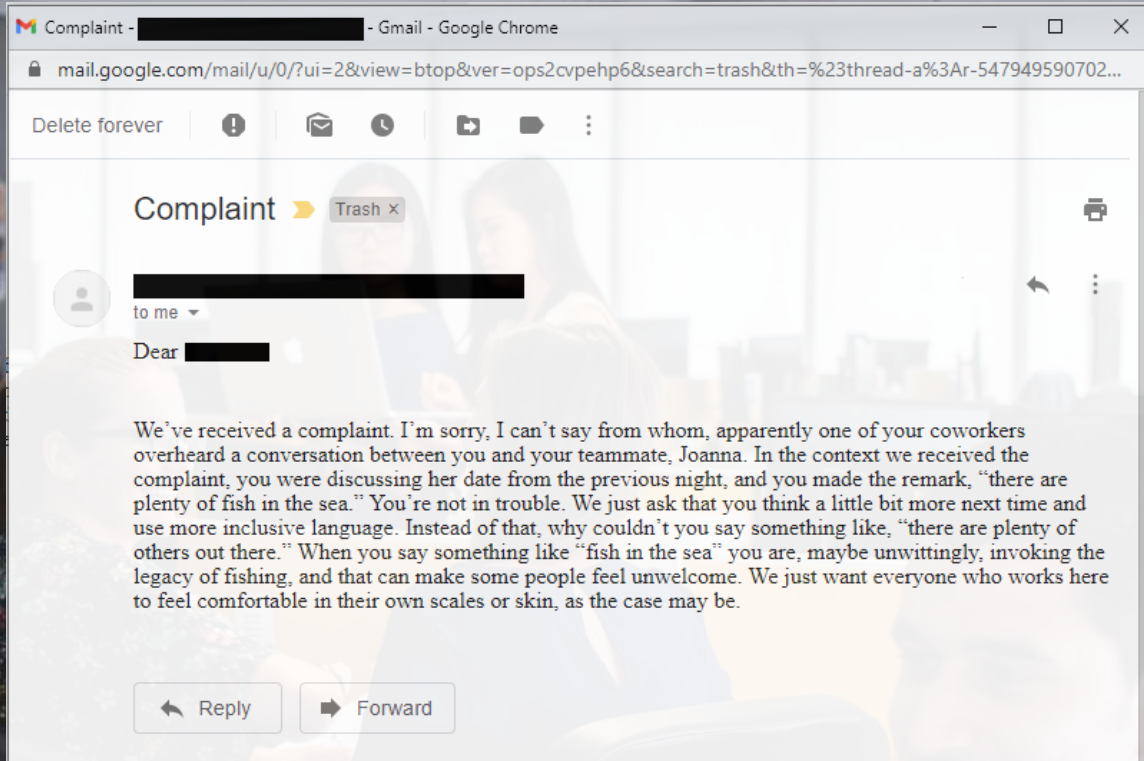 Complaint - - Gmail - Google Chrome
mail.google.com/mail/u/0/?ui=2&view=btop&ver=ops2cvpehp6&search=trash&th=%23thread-a%3Ar-547949590702...
Delete forever
Complaint Trash ×
to me
Dear
We’ve received a complaint. I’m sorry, I can’t say from whom, apparently one of your coworkers
overheard a conversation between you and your teammate, Joanna. In the context we received the
complaint, you were discussing her date from the previous night, and you made the remark, “there are
plenty of fish in the sea.” You’re not in trouble. We just ask that you think a little bit more next time and
use more inclusive language. Instead of that, why couldn’t you say something like, “there are plenty of
others out there.” When you say something like “fish in the sea” you are, maybe unwittingly, invoking the
legacy of fishing, and that can make some people feel unwelcome. We just want everyone who works here
to feel comfortable in their own scales or skin, as the case may be.
Reply Forward